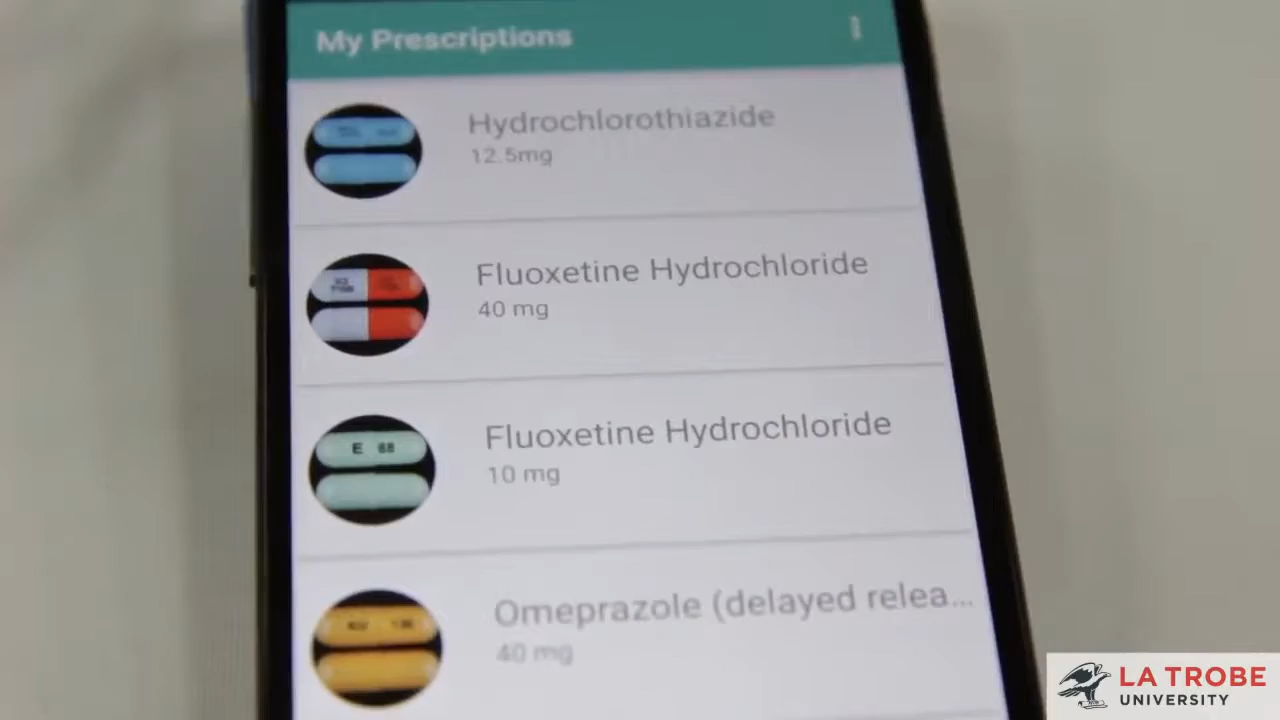 My Prescriptions
Hydrochlorothiazide
12.5mg
Fluoxetine Hydrochloride
40 mg
Fluoxetine Hydrochloride
10 mg
E 88
Omeprazole (delayed relea...
40 mg
LA TROBE
UNIVERSITY